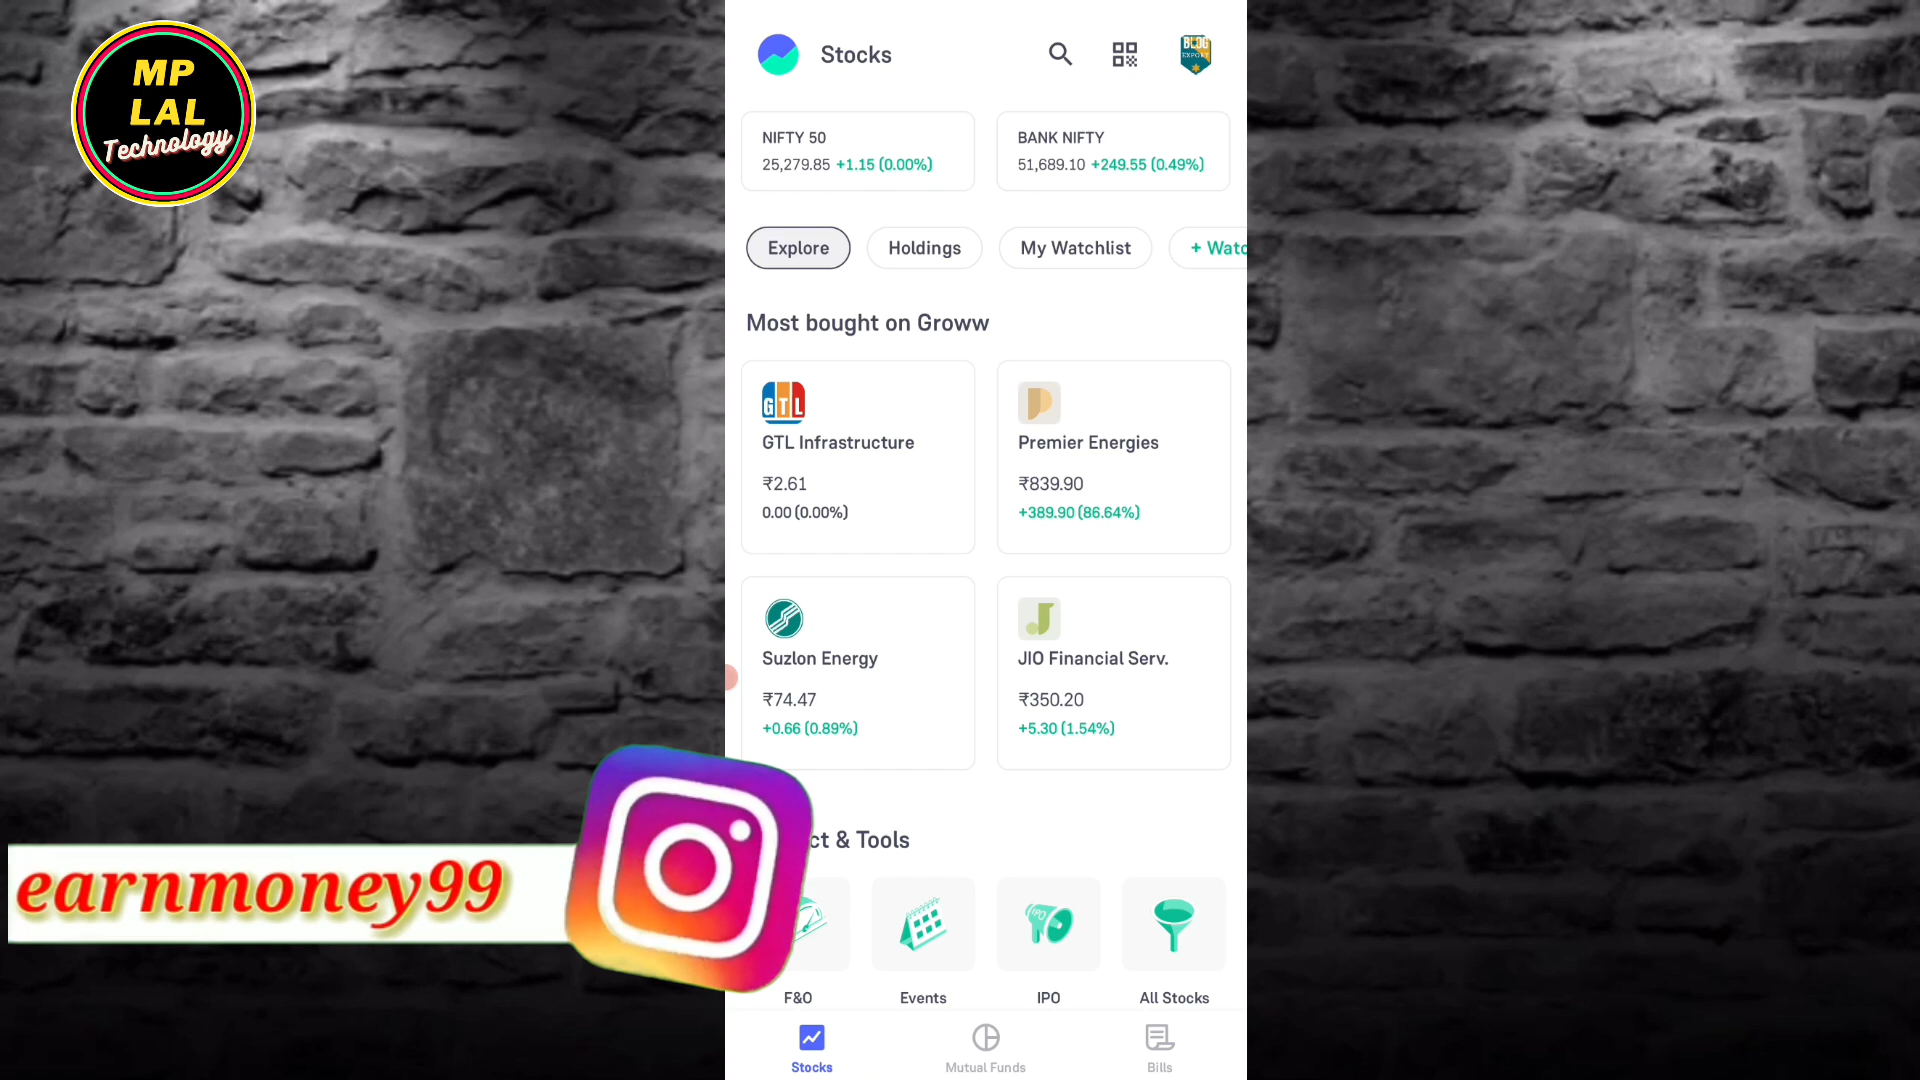 MP
LAL
Technology
Stocks
BLOG
EXPORT
NIFTY 50
25,279.85 +1.15 (0.00%)
BANK NIFTY
51,689.10 +249.55 (0.49%)
Explore
Holdings
My Watchlist
+ Watc
Most bought on Groww
GTL
GTL Infrastructure
₹2.61
0.00 (0.00%)
Premier Energies
₹839.90
+389.90 (86.64%)
Suzlon Energy
₹74.47
+0.66 (0.89%)
JIO Financial Serv.
₹350.20
+5.30 (1.54%)
ct & Tools
earnmoney99
IPO
F&O
Events
IPO
All Stocks
Stocks
Mutual Funds
Bills